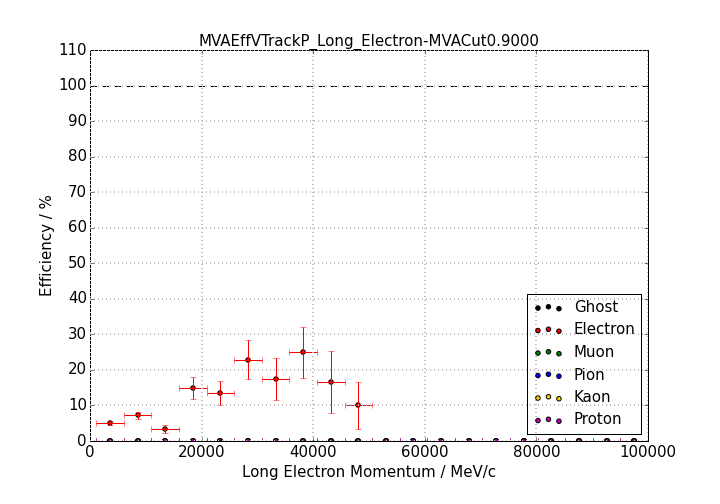 MVAEffVTrackP_Long_Electron-MVACut0.9000
110
100
90
80
70
60
50
40
30
20
10
0
Efficiency / %
Ghost
Electron
Muon
Pion
Kaon
Proton
0 20000 40000 60000 80000 100000
Long Electron Momentum / MeV/c